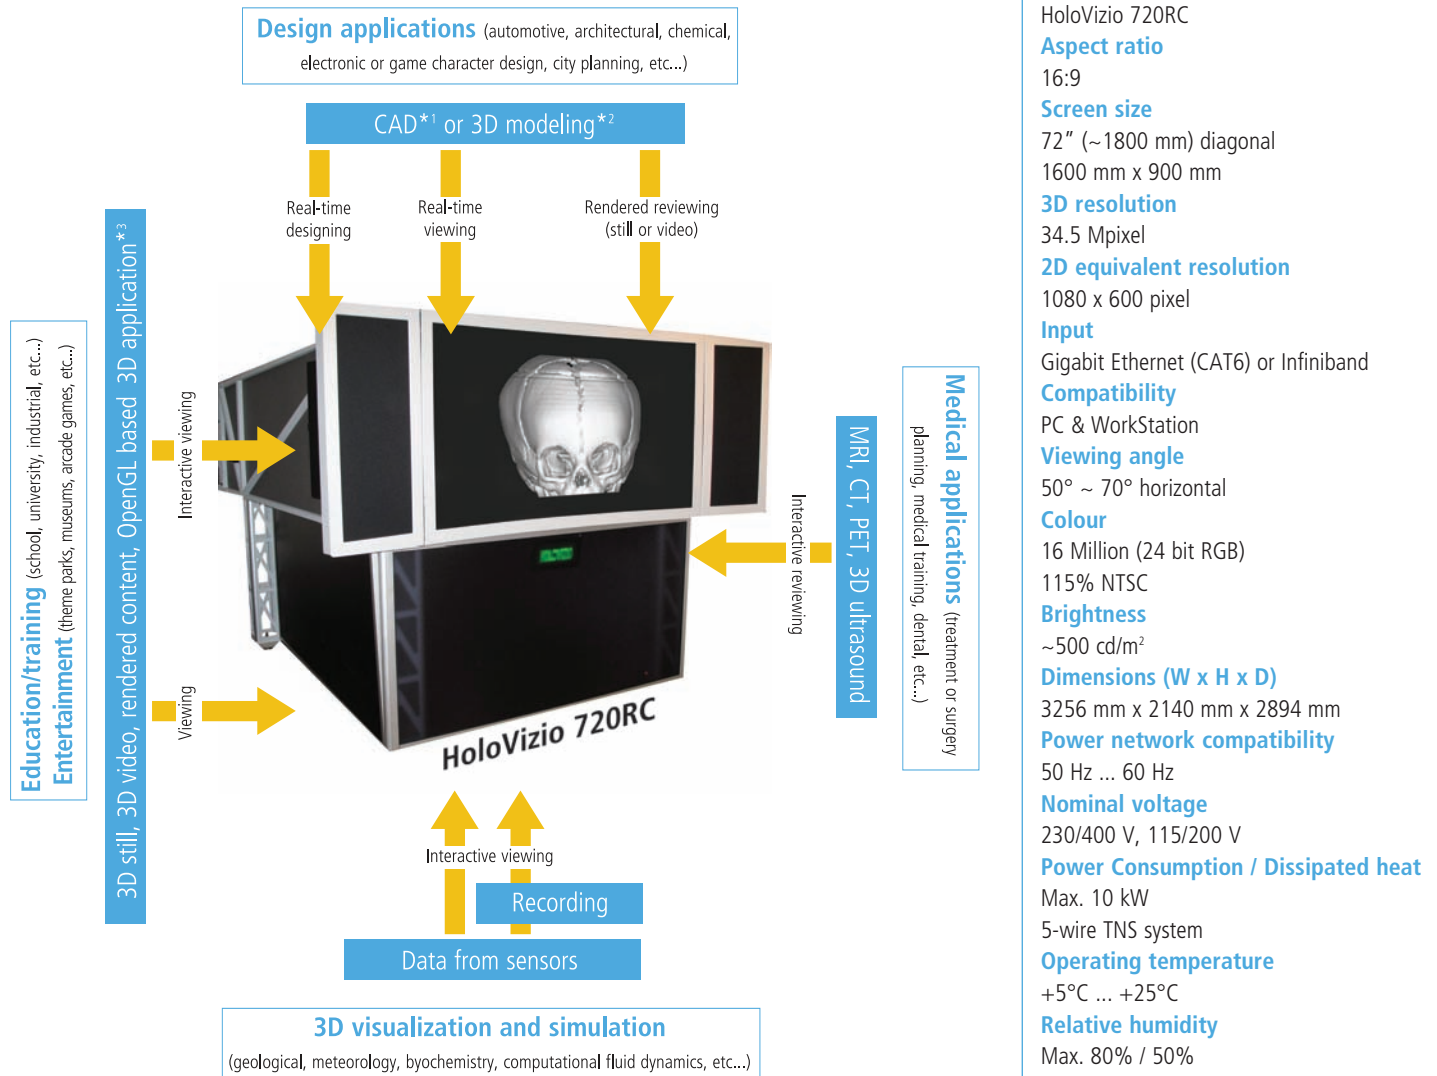 Design applications (automotive, architectural, chemical,
electronic or game character design, city planning, etc...)
CAD*1 or 3D modeling*2
Real-time
designing
Real-time
viewing
Rendered reviewing
(still or video)
Education/training (school, university, industrial, etc...)
Entertainment (theme parks, museums, arcade games, etc...)
3D still, 3D video, rendered content, OpenGL based 3D application*3
Interactive viewing
Viewing
HoloVizio 720RC
Interactive reviewing
MRI, CT, PET, 3D ultrasound
Medical applications (treatment or surgery
planning, medical training, dental, etc...)
Interactive viewing
Recording
Data from sensors
3D visualization and simulation
(geological, meteorology, byochemistry, computational fluid dynamics, etc...)
HoloVizio 720RC
Aspect ratio
16:9
Screen size
72” (~1800 mm) diagonal
1600 mm x 900 mm
3D resolution
34.5 Mpixel
2D equivalent resolution
1080 x 600 pixel
Input
Gigabit Ethernet (CAT6) or Infiniband
Compatibility
PC & WorkStation
Viewing angle
50° ~ 70° horizontal
Colour
16 Million (24 bit RGB)
115% NTSC
Brightness
~500 cd/m2
Dimensions (W x H x D)
3256 mm x 2140 mm x 2894 mm
Power network compatibility
50 Hz ... 60 Hz
Nominal voltage
230/400 V, 115/200 V
Power Consumption / Dissipated heat
Max. 10 kW
5-wire TNS system
Operating temperature
+5°C ... +25°C
Relative humidity
Max. 80% / 50%